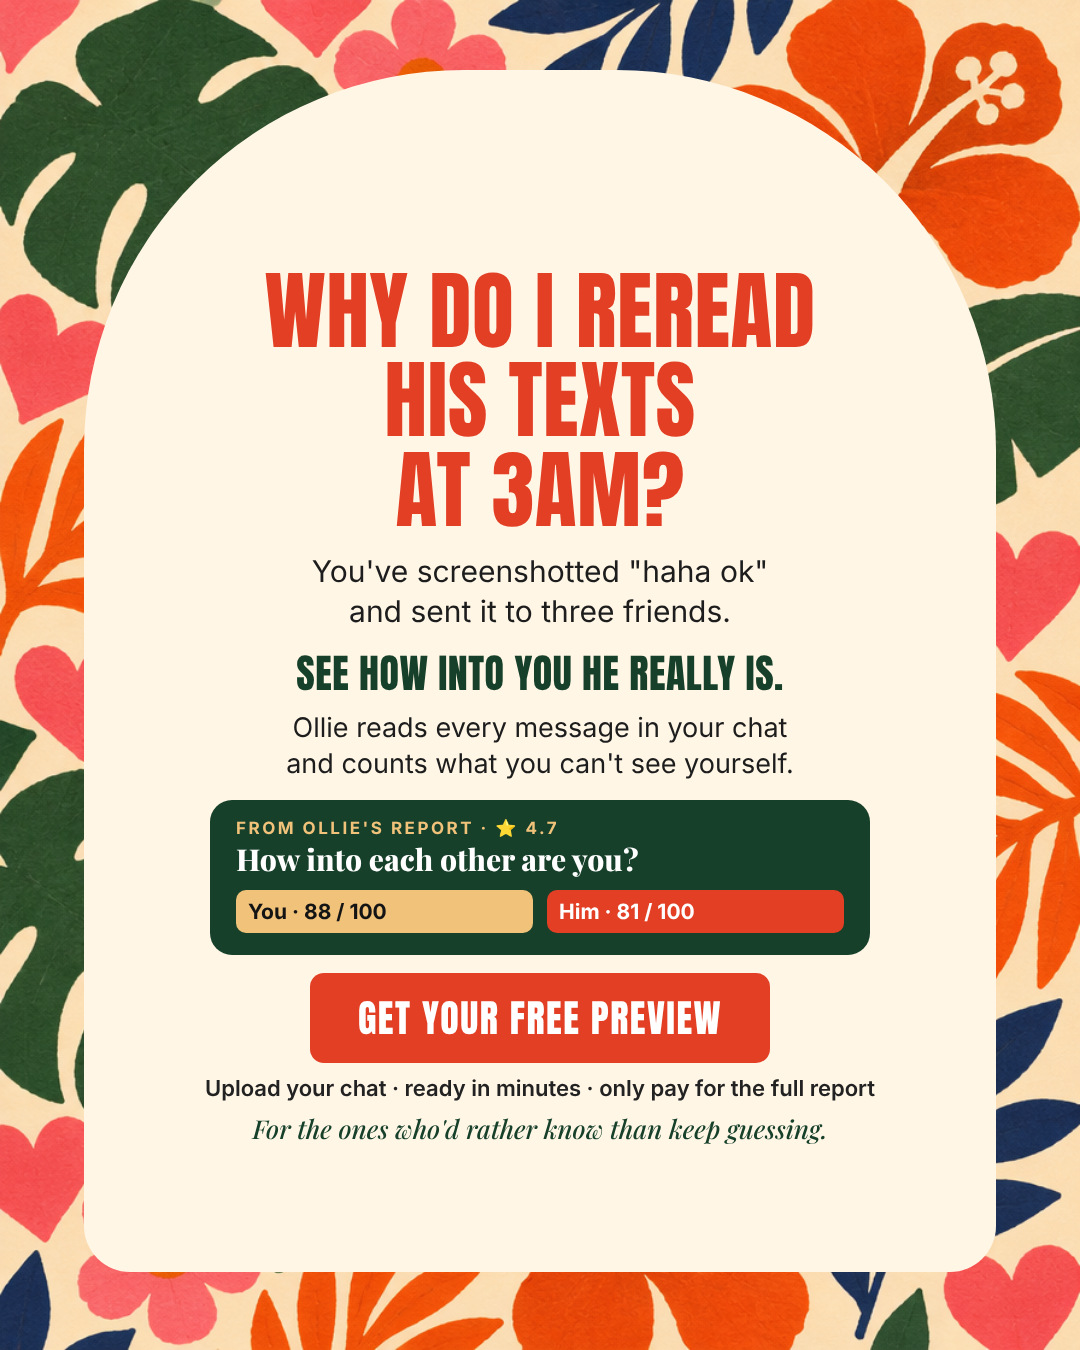 WHY DO I REREAD
HIS TEXTS
AT 3AM?
You've screenshotted "haha ok"
and sent it to three friends.
SEE HOW INTO YOU HE REALLY IS.
Ollie reads every message in your chat
and counts what you can't see yourself.
FROM OLLIE'S REPORT · ⭐ 4.7
How into each other are you?
You · 88 / 100
Him · 81 / 100
GET YOUR FREE PREVIEW
Upload your chat · ready in minutes · only pay for the full report
For the ones who'd rather know than keep guessing.